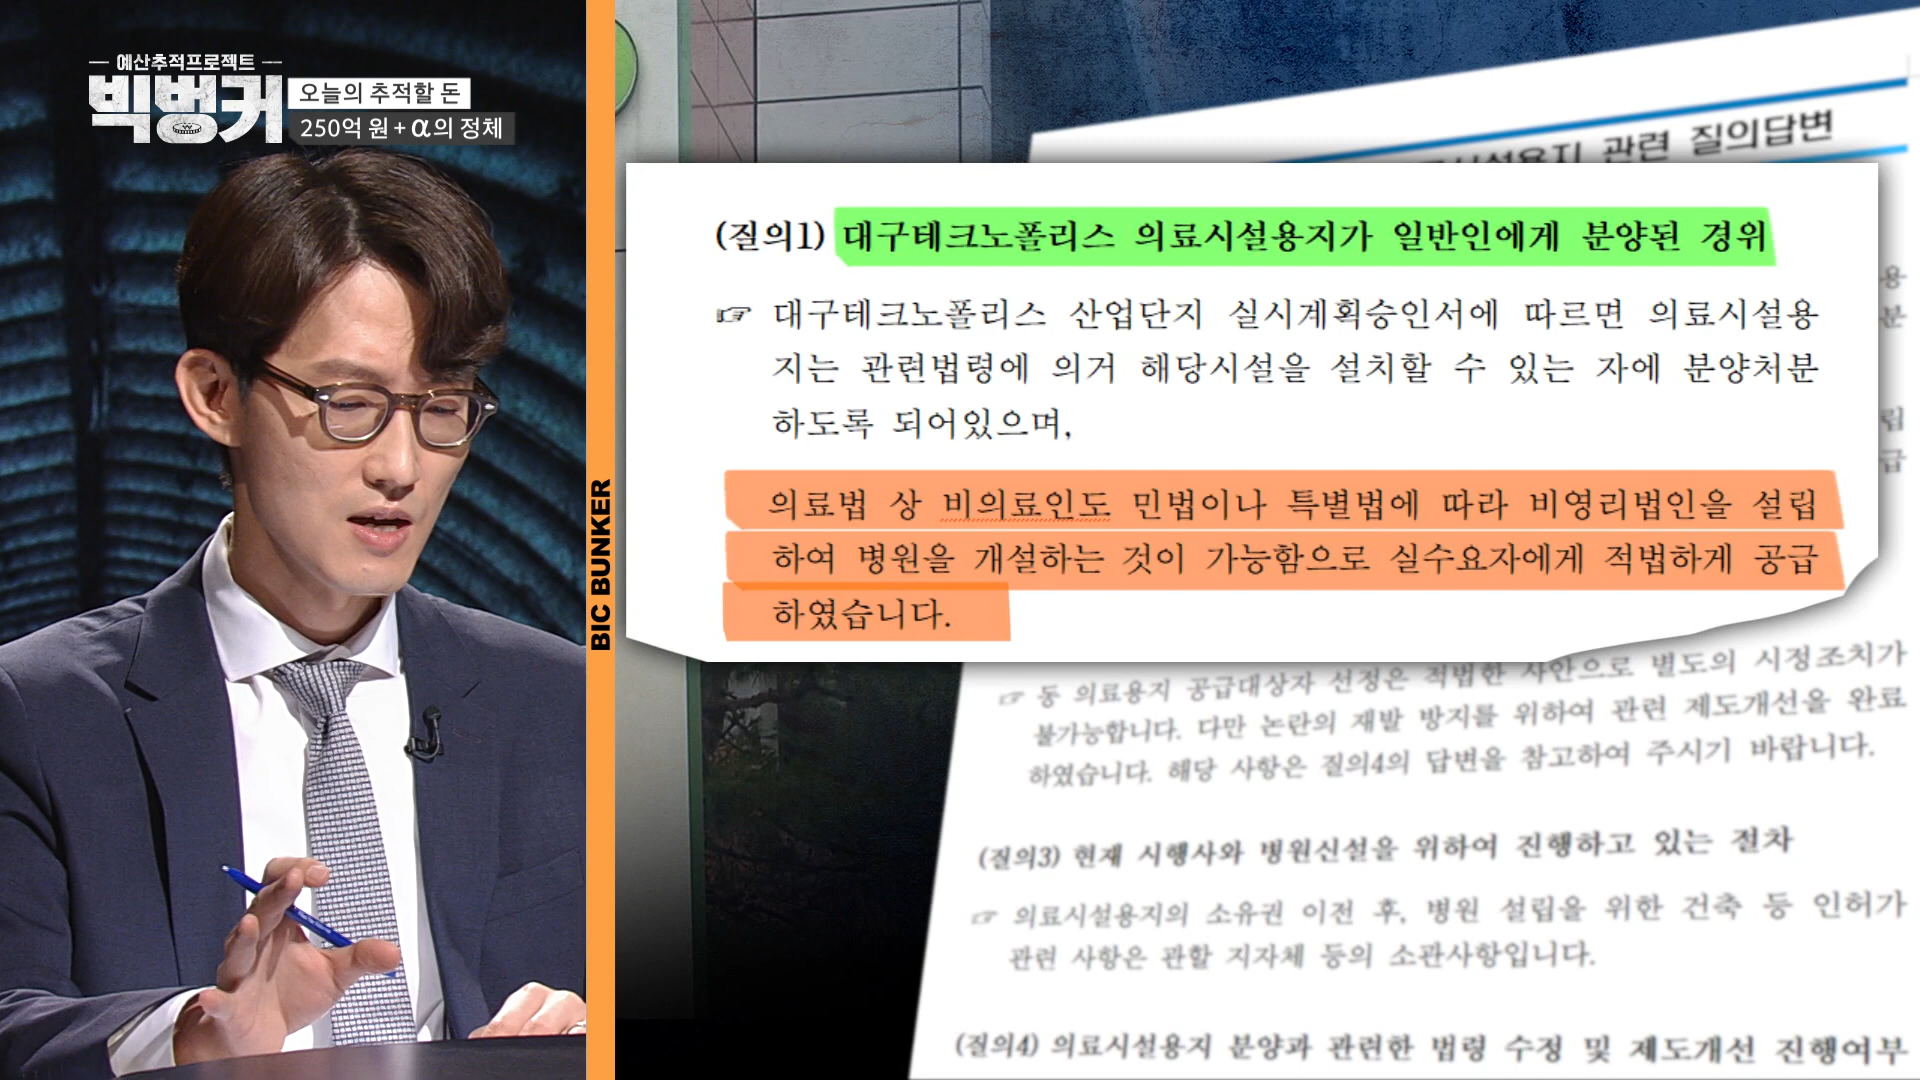 예산추적프로젝트
빅벙커
오늘의 추적할 돈
250억 원+α의 정체
BIC BUNKER
관련 질의답변
(질의1) 대구테크노폴리스 의료시설용지가 일반인에게 분양된 경위
☞ 대구테크노폴리스 산업단지 실시계획승인서에 따르면 의료시설용
지는 관련법령에 의거 해당시설을 설치할 수 있는 자에 분양처분
하도록 되어있으며,
의료법 상 비의료인도 민법이나 특별법에 따라 비영리법인을 설립
하여 병원을 개설하는 것이 가능함으로 실수요자에게 적법하게 공급
하였습니다.
용
분
립
급
☞ 동 의료용지 공급대상자 선정은 적법한 사안으로 별도의 시정조치가
불가능합니다. 다만 논란의 재발 방지를 위하여 관련 제도개선을 완료
하였습니다. 해당 사항은 질의4의 답변을 참고하여 주시기 바랍니다.
(질의3) 현재 시행사와 병원신설을 위하여 진행하고 있는 절차
☞ 의료시설용지의 소유권 이전 후, 병원 설립을 위한 건축 등 인허가
관련 사항은 관할 지자체 등의 소관사항입니다.
(질의4) 의료시설용지 분양과 관련한 법령 수정 및 제도개선 진행여부